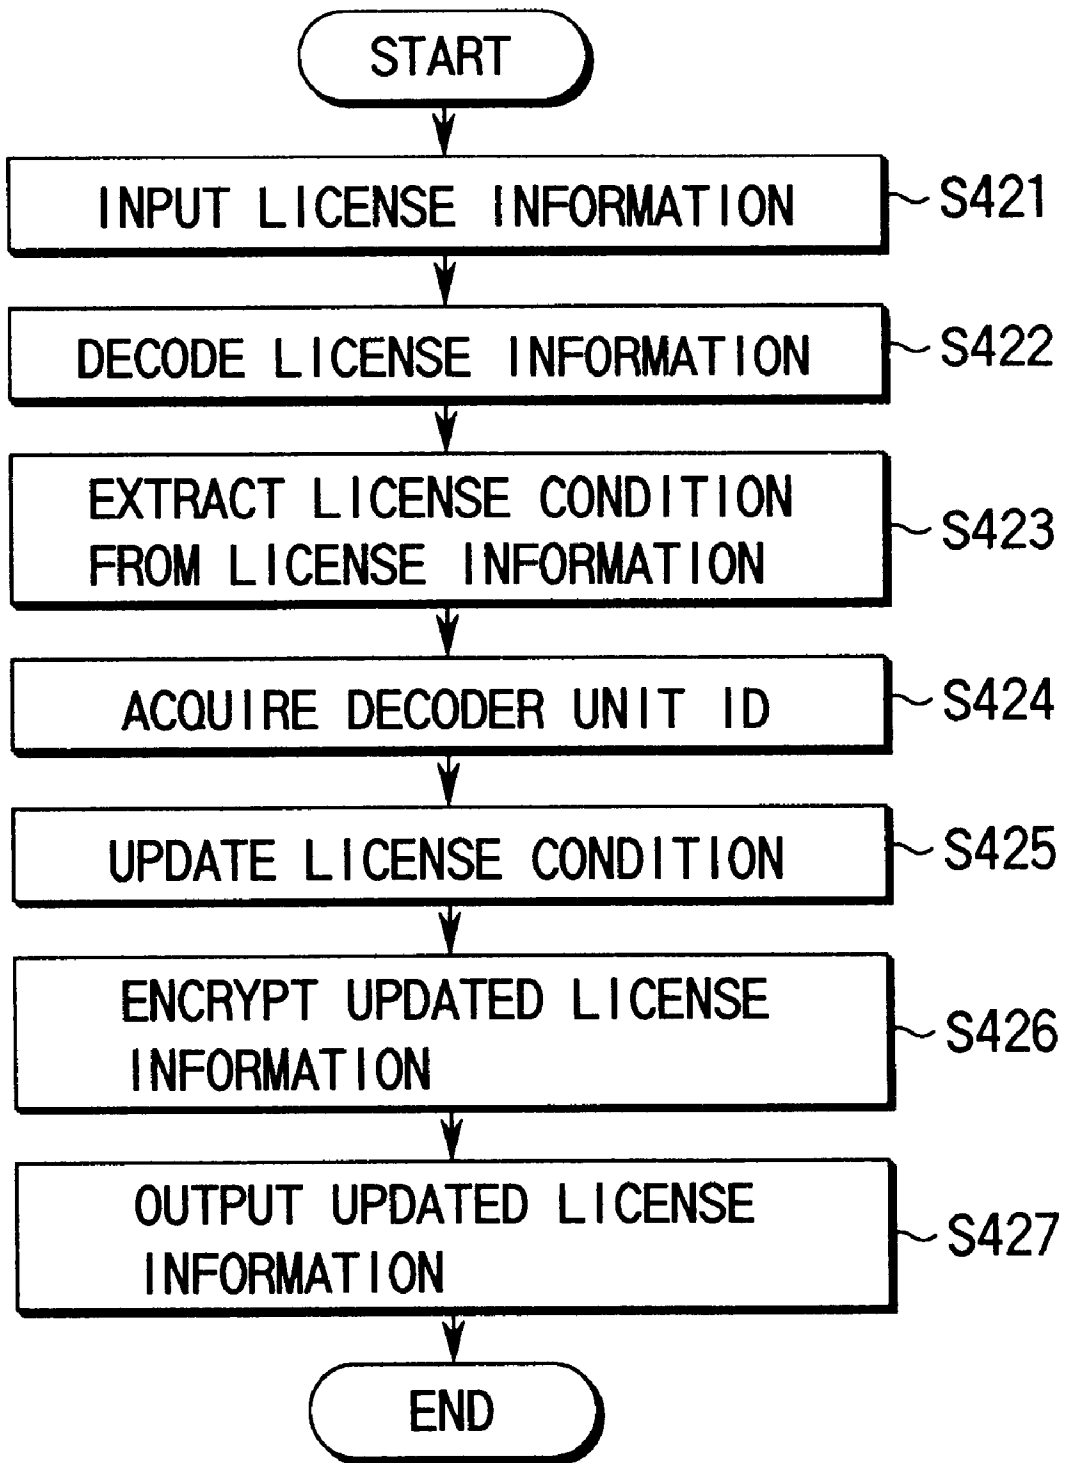 START
INPUT LICENSE INFORMATION
S421
DECODE LICENSE INFORMATION
S422
EXTRACT LICENSE CONDITION
FROM LICENSE INFORMATION
S423
ACQUIRE DECODER UNIT ID
S424
UPDATE LICENSE CONDITION
S425
ENCRYPT UPDATED LICENSE
INFORMATION
S426
OUTPUT UPDATED LICENSE
INFORMATION
S427
END